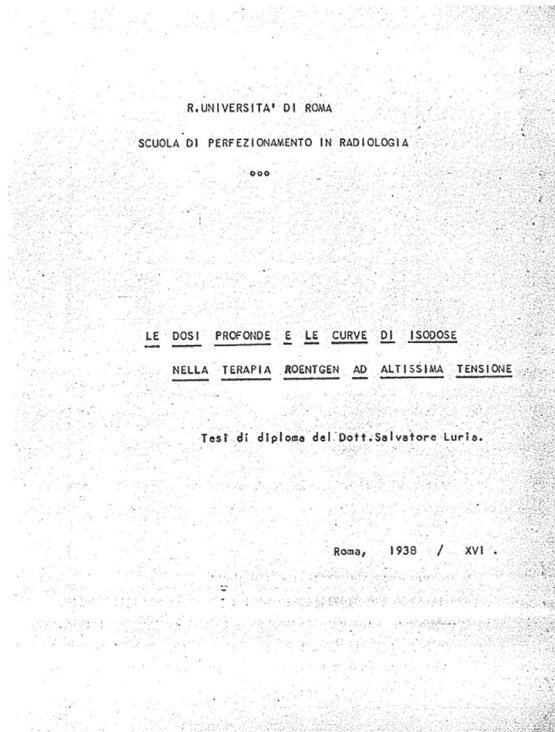 R.UNIVERSITA' DI ROMA
SCUOLA DI PERFEZIONAMENTO IN RADIOLOGIA
ooo
LE DOSI PROFONDE E LE CURVE DI ISODOSE
NELLA TERAPIA ROENTGEN AD ALTISSIMA TENSIONE
Tesi di diploma del Dott.Salvatore Luria.
Roma, 1938 / XVI .